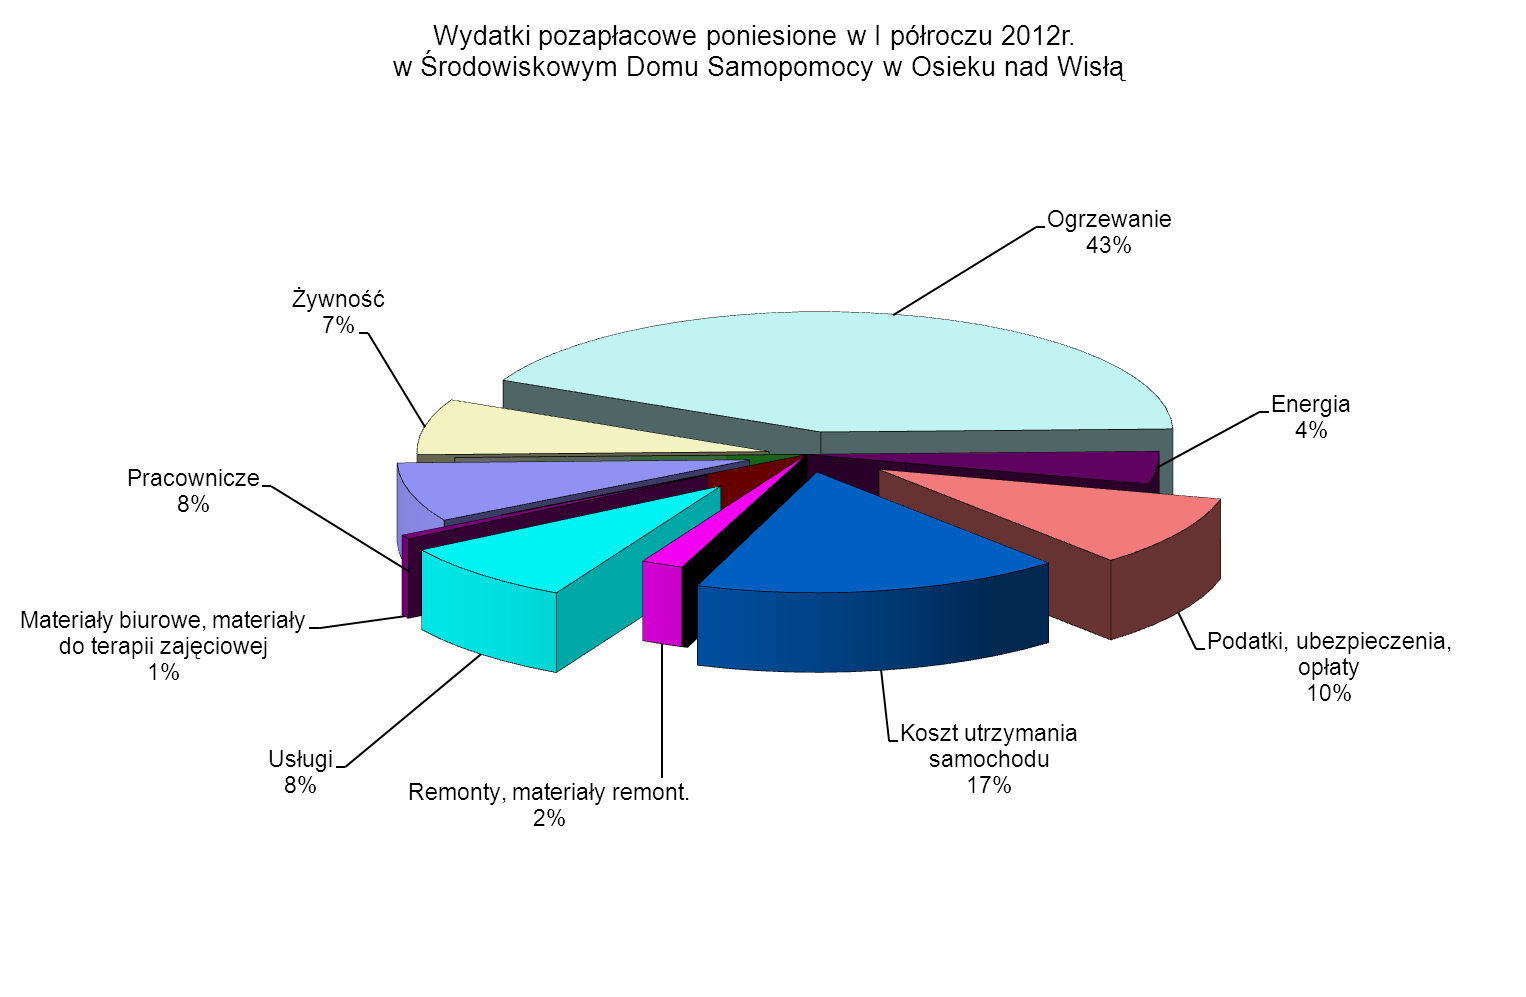 Wydatki pozapłacowe poniesione w I półroczu 2012r.
w Środowiskowym Domu Samopomocy w Osieku nad Wisłą
Ogrzewanie
43%
Żywność
7%
Energia
4%
Pracownicze
8%
Materiały biurowe, materiały
do terapii zajęciowej
1%
Podatki, ubezpieczenia,
opłaty
10%
Koszt utrzymania
samochodu
17%
Usługi
8%
Remonty, materiały remont.
2%